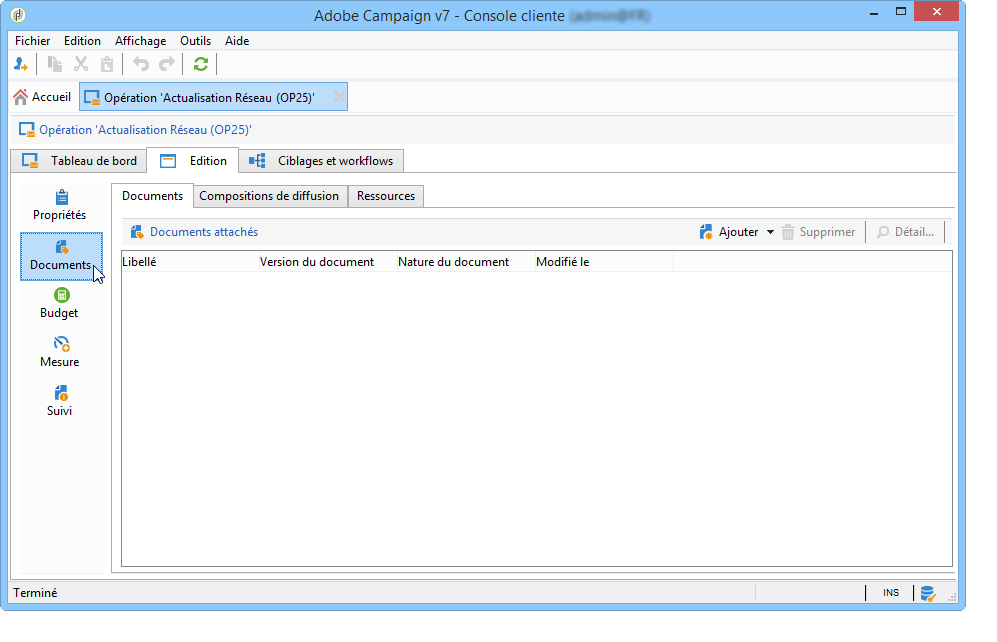 Adobe Campaign v7 - Console cliente
Fichier Edition Affichage Outils Aide
Accueil Opération 'Actualisation Réseau (OP25)'
Opération 'Actualisation Réseau (OP25)'
Tableau de bord Edition Ciblages et workflows
Propriétés
Documents
Budget
Mesure
Suivi
Documents Compositions de diffusion Ressources
Documents attachés Ajouter Supprimer Détail...
Libellé Version du document Nature du document Modifié le
Terminé INS